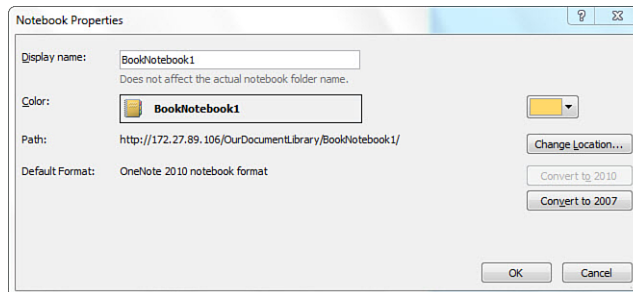 Notebook Properties
Display name: BookNotebook1
Does not affect the actual notebook folder name.
Color: BookNotebook1
Path: http://172.27.89.106/OurDocumentLibrary/BookNotebook1/ Change Location...
Default Format: OneNote 2010 notebook format Convert to 2010
Convert to 2007
OK Cancel